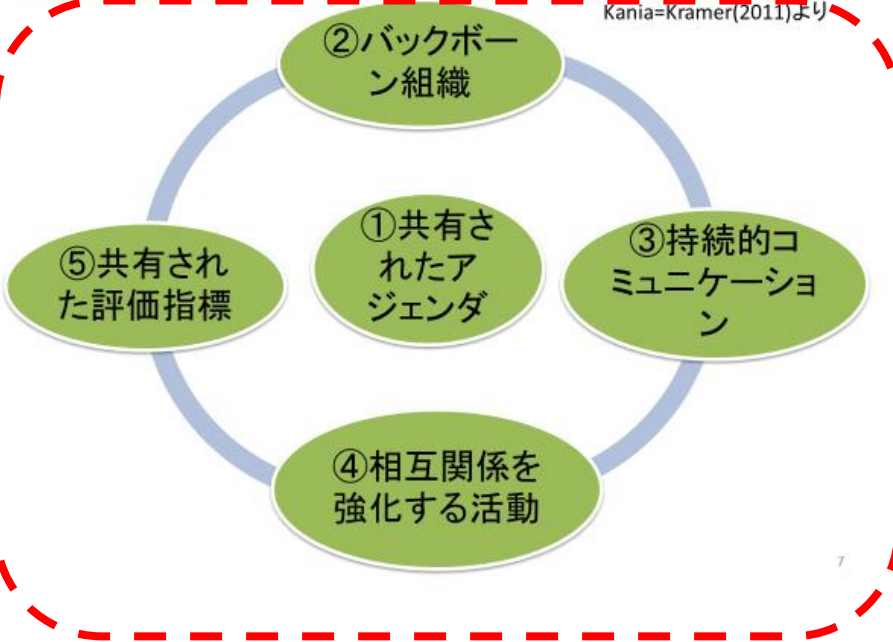 Kania=Kramer(2011)より
②バックボー
ン組織
①共有さ
れたア
ジェンダ
③持続的コ
ミュニケーショ
ン
⑤共有され
た評価指標
④相互関係を
強化する活動
7